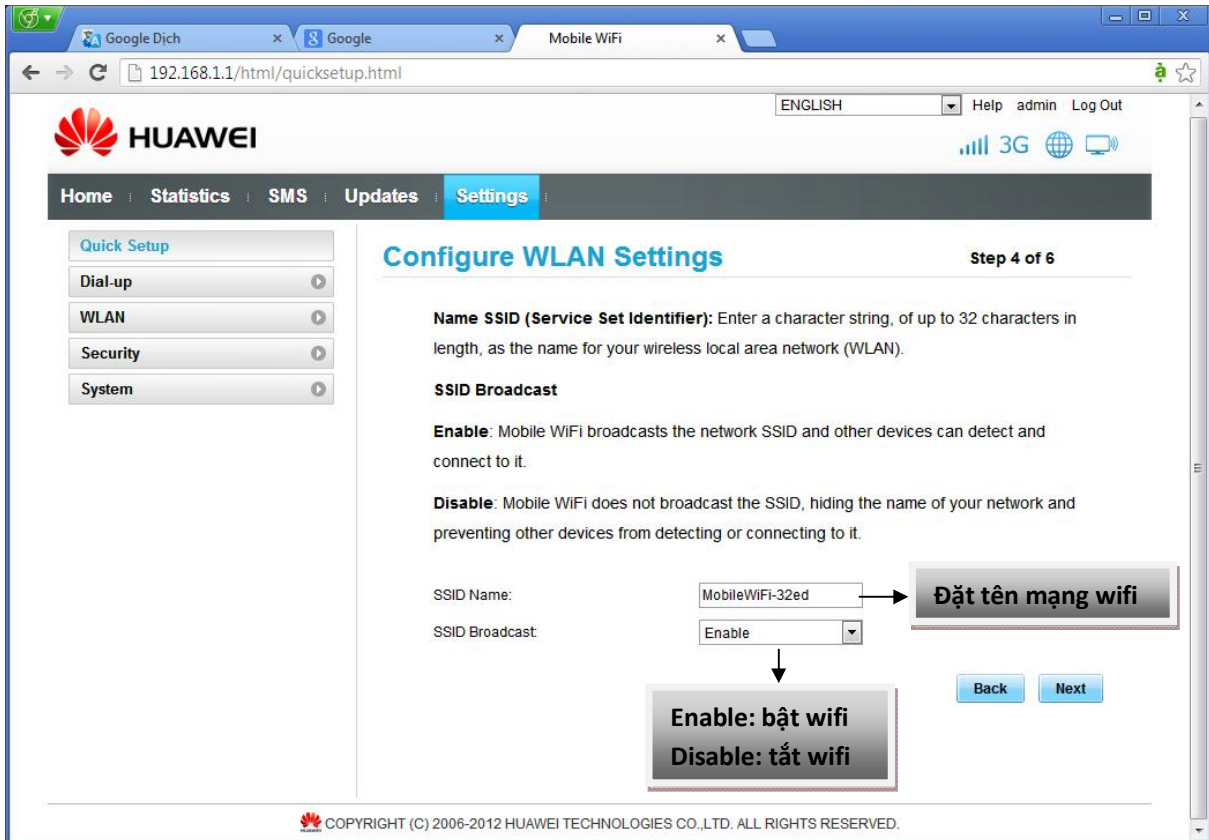 Google Dịch
Google
Mobile WiFi
192.168.1.1/html/quicksetup.html
ENGLISH
Help admin Log Out
HUAWEI
3G
Home Statistics SMS Updates Settings
Quick Setup
Dial-up
WLAN
Security
System
Configure WLAN Settings
Step 4 of 6
Name SSID (Service Set Identifier): Enter a character string, of up to 32 characters in
length, as the name for your wireless local area network (WLAN).
SSID Broadcast
Enable: Mobile WiFi broadcasts the network SSID and other devices can detect and
connect to it.
Disable: Mobile WiFi does not broadcast the SSID, hiding the name of your network and
preventing other devices from detecting or connecting to it.
SSID Name: MobileWiFi-32ed
Đặt tên mạng wifi
SSID Broadcast: Enable
Back Next
Enable: bật wifi
Disable: tắt wifi
HUAWEI COPYRIGHT (C) 2006-2012 HUAWEI TECHNOLOGIES CO.,LTD. ALL RIGHTS RESERVED.